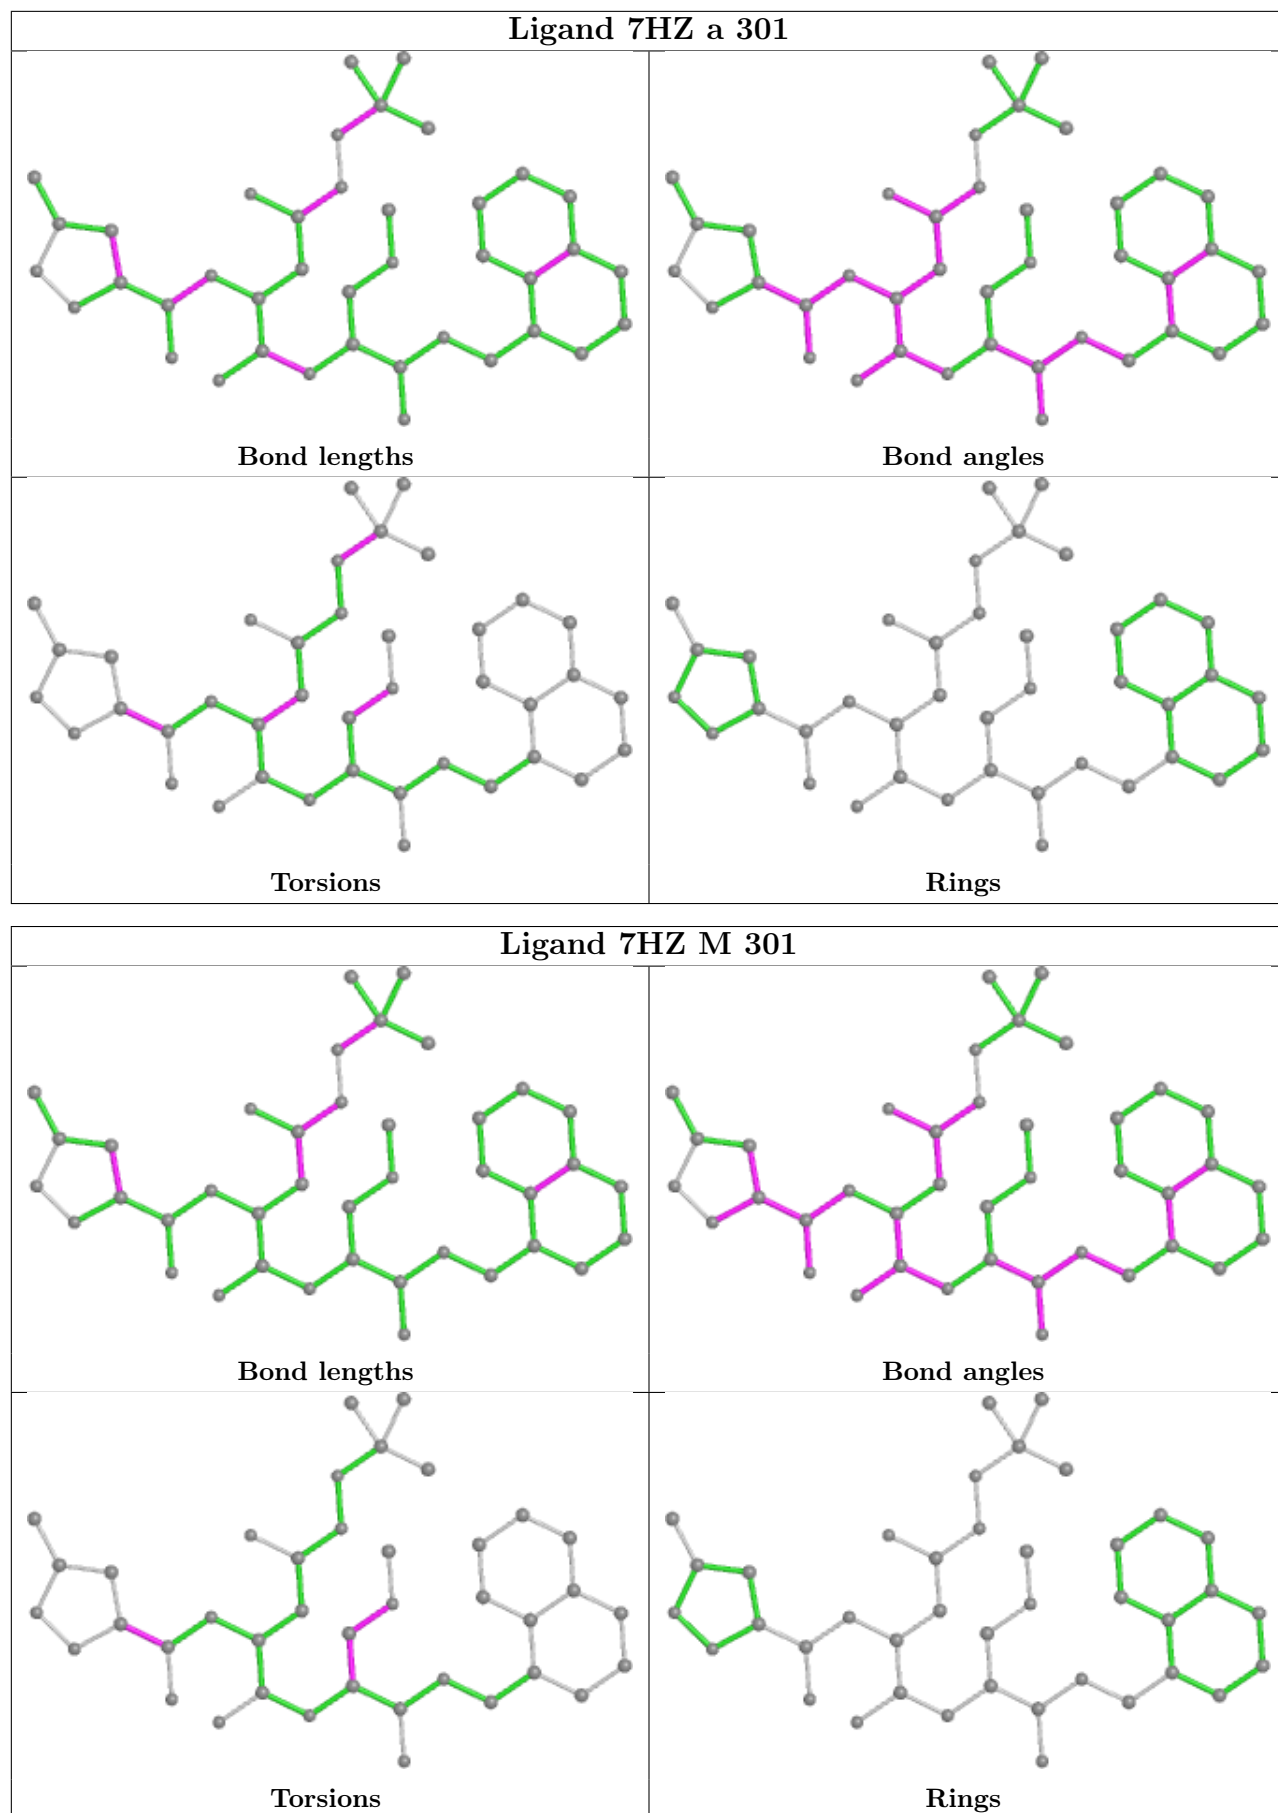 Ligand 7HZ a 301
Bond lengths
Bond angles
Torsions
Rings
Ligand 7HZ M 301
Bond lengths
Bond angles
Torsions
Rings